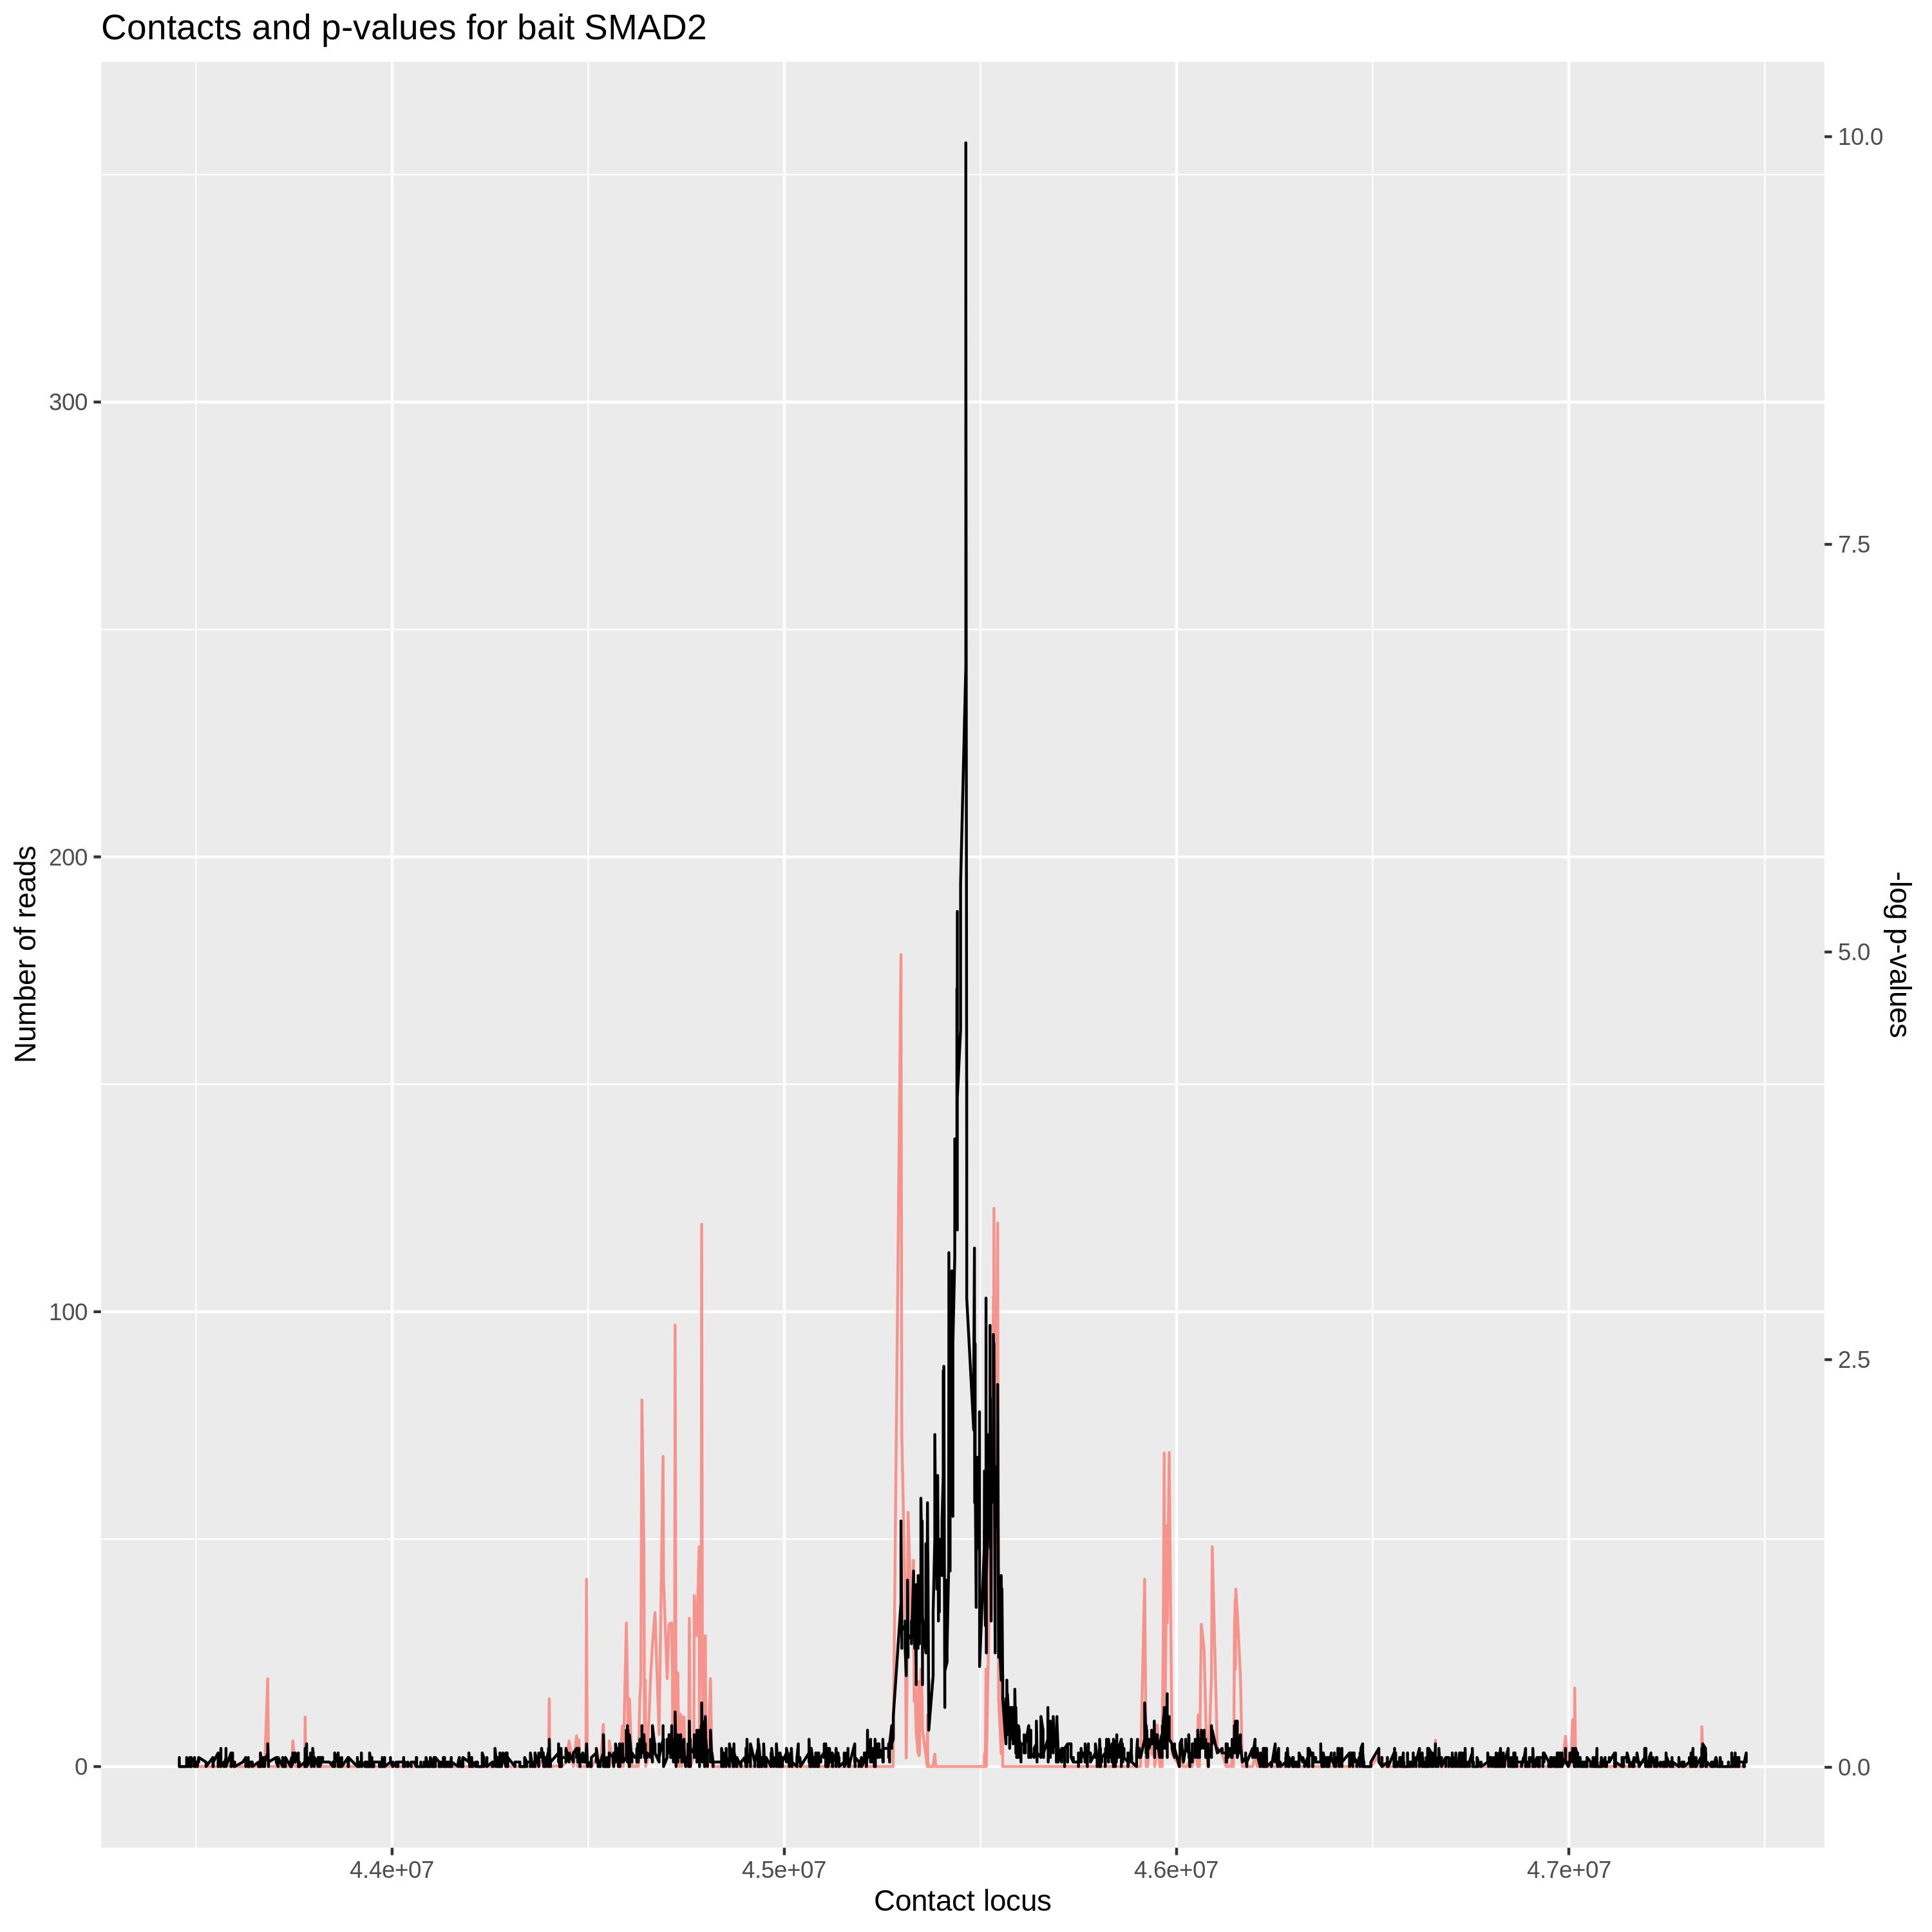 Contacts and p-values for bait SMAD2
Number of reads
300
200
100
0
10.0
7.5
5.0
2.5
0.0
-log p-values
4.4e+07
4.5e+07
4.6e+07
4.7e+07
Contact locus